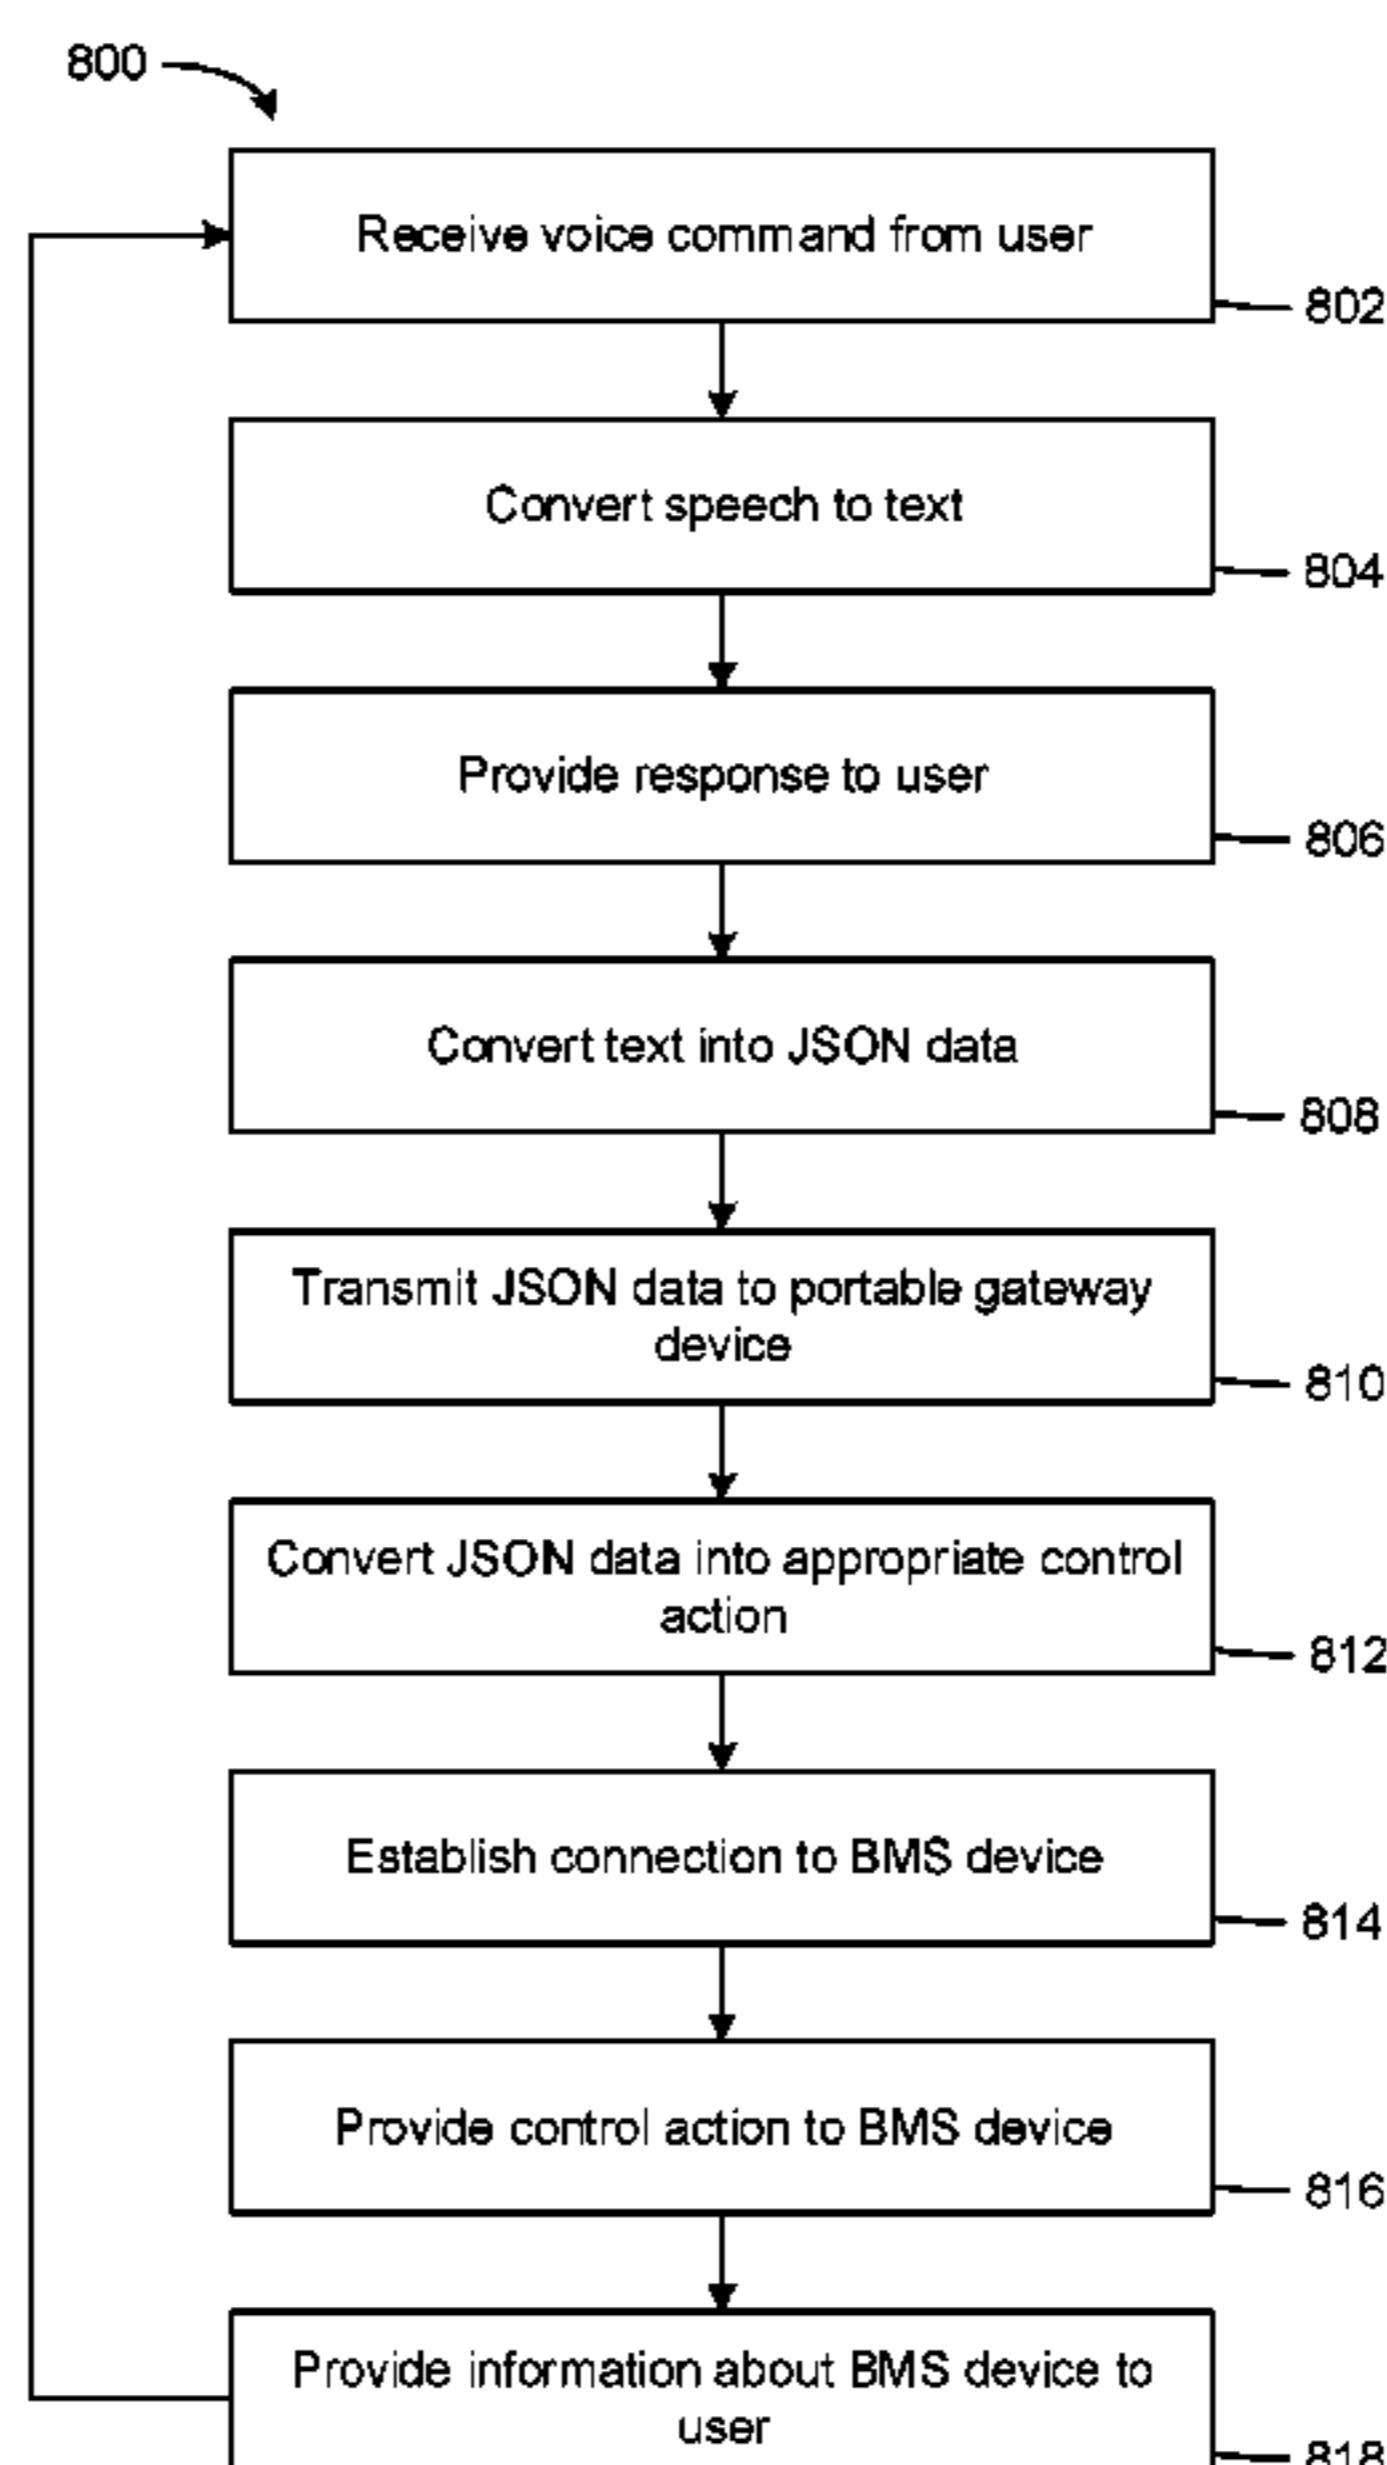 800
Receive voice command from user
802
Convert speech to text
804
Provide response to user
806
Convert text into JSON data
808
Transmit JSON data to portable gateway
device
810
Convert JSON data into appropriate control
action
812
Establish connection to BMS device
814
Provide control action to BMS device
816
Provide information about BMS device to
user
818